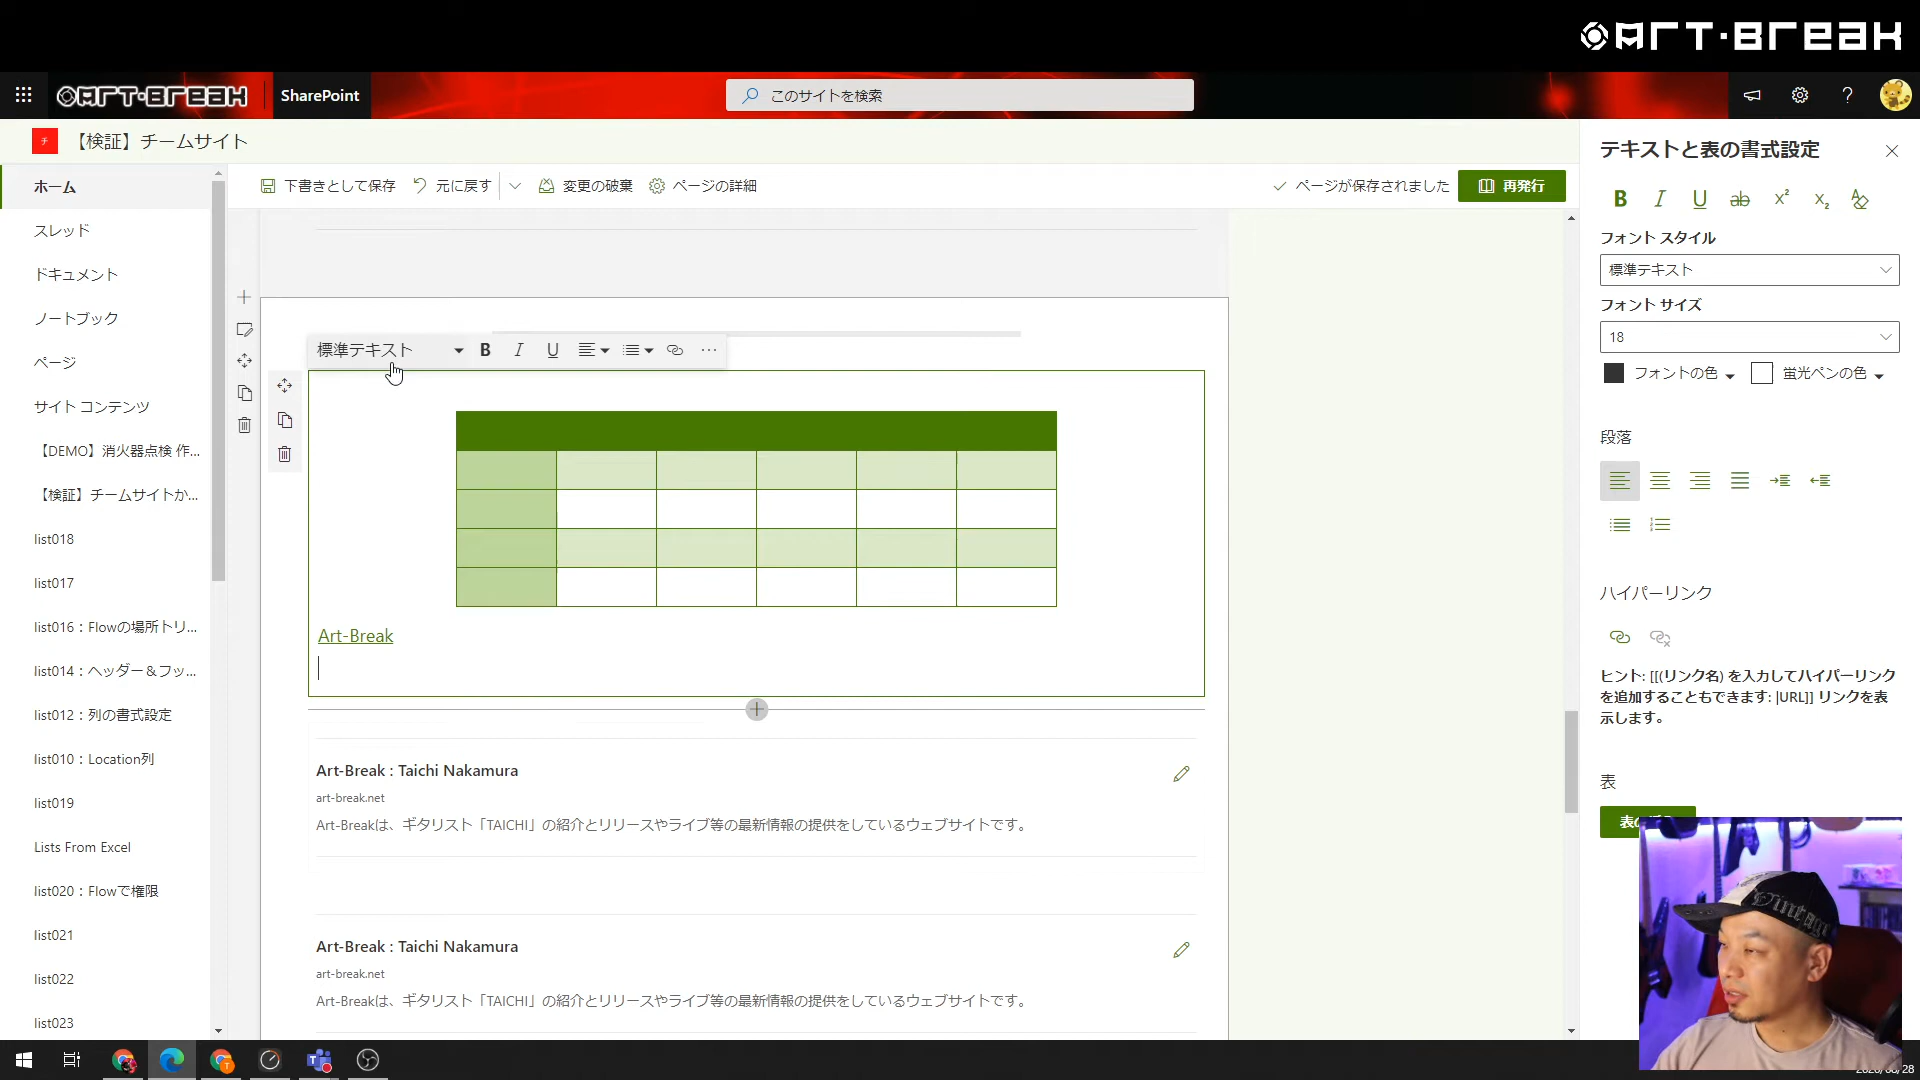 ART-BREAK
ART-BREAK
SharePoint
このサイトを検索
チ
【検証】チームサイト
下書きとして保存
元に戻す
変更の破棄
ページの詳細
ページが保存されました
再発行
ホーム
スレッド
ドキュメント
ノートブック
ページ
サイト コンテンツ
【DEMO】消火器点検 作...
【検証】チームサイトか...
list018
list017
list016：Flowの場所トリ...
list014：ヘッダー＆フッ...
list012：列の書式設定
list010：Location列
list019
Lists From Excel
list020：Flowで権限
list021
list022
list023
標準テキスト
B I U
Art-Break
Art-Break : Taichi Nakamura
art-break.net
Art-Breakは、ギタリスト「TAICHI」の紹介とリリースやライブ等の最新情報の提供をしているウェブサイトです。
Art-Break : Taichi Nakamura
art-break.net
Art-Breakは、ギタリスト「TAICHI」の紹介とリリースやライブ等の最新情報の提供をしているウェブサイトです。
テキストと表の書式設定
B I U ab x² x₂ A
フォント スタイル
標準テキスト
フォント サイズ
18
フォントの色
蛍光ペンの色
段落
ハイパーリンク
ヒント: [[(リンク名) を入力してハイパーリンク
を追加することもできます: |URL]] リンクを表
示します。
表
Vintage